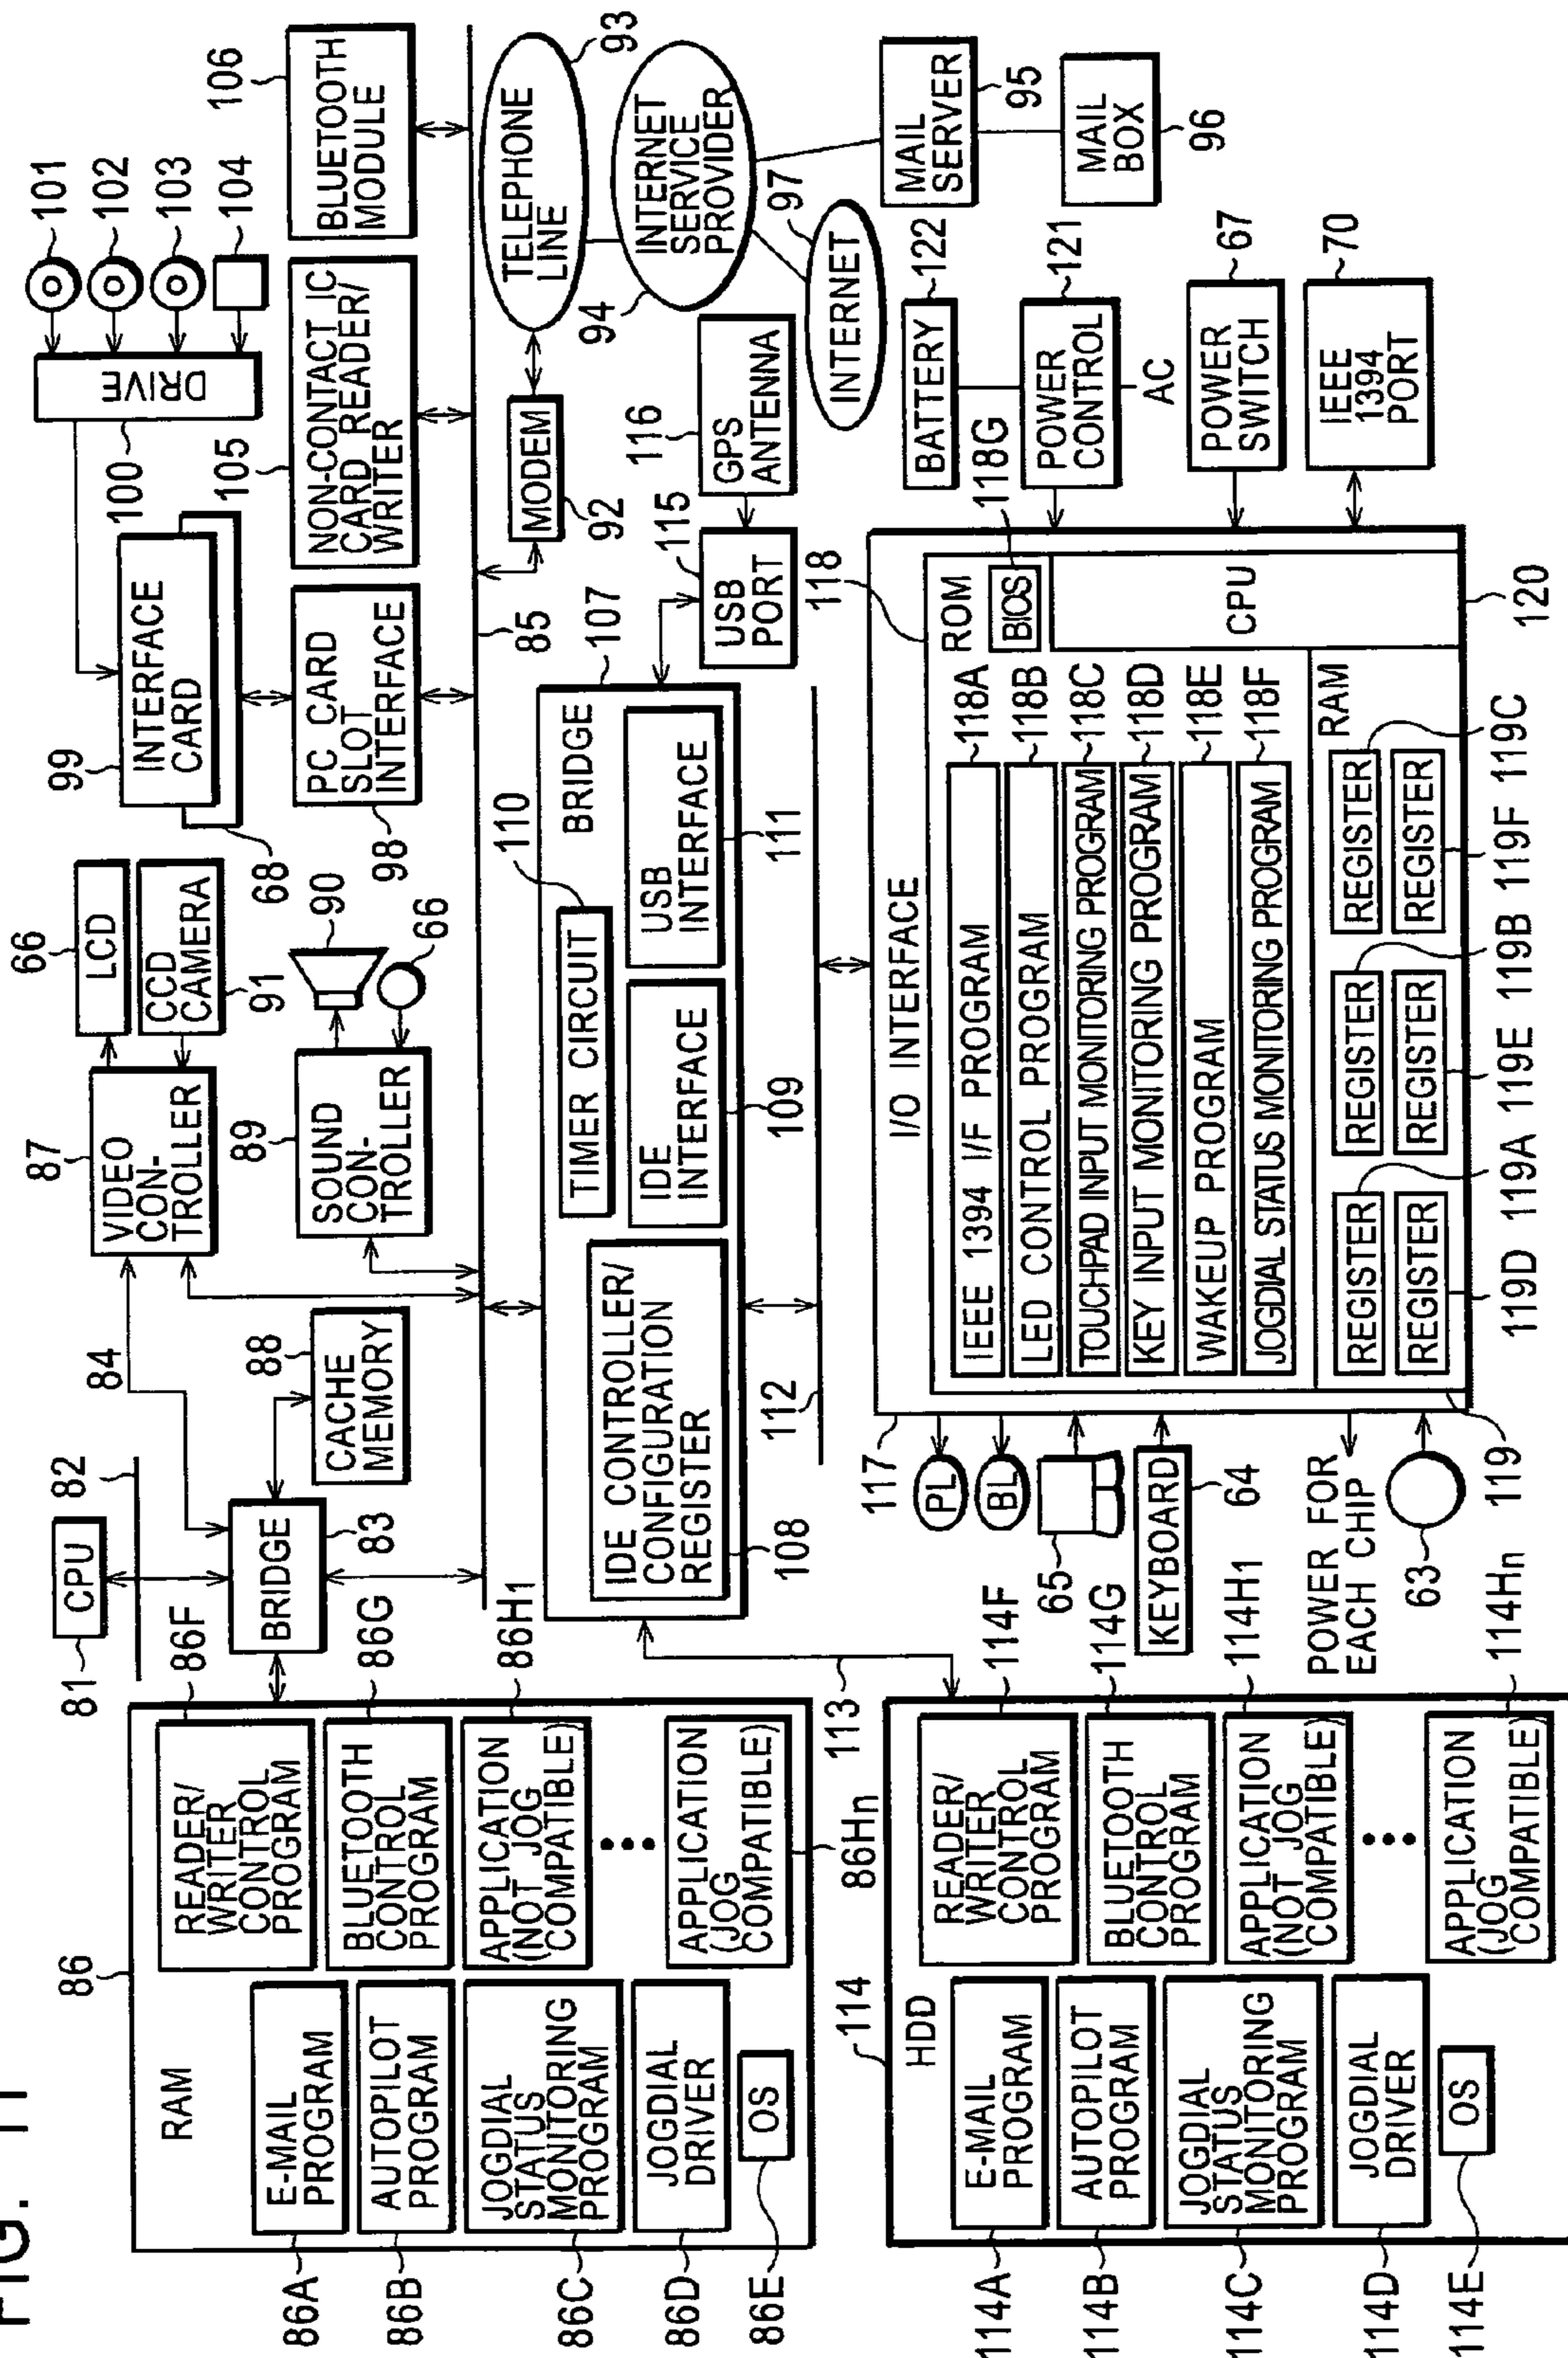 FIG. 11
86
RAM
86A
E-MAIL
PROGRAM
86B
AUTOPILOT
PROGRAM
86C
JOGDIAL
STATUS
MONITORING
PROGRAM
86D
JOGDIAL
DRIVER
86E
OS
86F
READER/
WRITER
CONTROL
PROGRAM
86G
BLUETOOTH
CONTROL
PROGRAM
86H1
APPLICATION
(NOT JOG
COMPATIBLE)
APPLICATION
(JOG
COMPATIBLE)
86Hn
81
CPU
82
BRIDGE
83
84
88
CACHE
MEMORY
87
VIDEO
CON-
TROLLER
66
LCD
CCD
CAMERA
91
89
SOUND
CON-
TROLLER
90
66
99
INTERFACE
CARD
68
PC CARD
SLOT
INTERFACE
98
100
DRIVE
101
102
103
104
105
NON-CONTACT IC
CARD READER/
WRITER
106
BLUETOOTH
MODULE
85
MODEM
92
TELEPHONE
LINE
93
94
INTERNET
SERVICE
PROVIDER
MAIL
SERVER
95
MAIL
BOX
96
97
INTERNET
107
BRIDGE
110
TIMER CIRCUIT
IDE CONTROLLER/
CONFIGURATION
REGISTER
108
IDE
INTERFACE
109
USB
INTERFACE
111
112
113
115
USB
PORT
116
GPS
ANTENNA
114
HDD
114A
E-MAIL
PROGRAM
114B
AUTOPILOT
PROGRAM
114C
JOGDIAL
STATUS
MONITORING
PROGRAM
114D
JOGDIAL
DRIVER
114E
OS
114F
READER/
WRITER
CONTROL
PROGRAM
114G
BLUETOOTH
CONTROL
PROGRAM
114H1
APPLICATION
(NOT JOG
COMPATIBLE)
APPLICATION
(JOG
COMPATIBLE)
114Hn
117
PL
BL
65
KEYBOARD
64
POWER FOR
EACH CHIP
63
I/O INTERFACE
118
ROM
IEEE 1394 I/F PROGRAM
118A
LED CONTROL PROGRAM
118B
TOUCHPAD INPUT MONITORING PROGRAM
118C
KEY INPUT MONITORING PROGRAM
118D
WAKEUP PROGRAM
118E
JOGDIAL STATUS MONITORING PROGRAM
118F
BIOS
118G
CPU
120
RAM
REGISTER
REGISTER
REGISTER
REGISTER
REGISTER
REGISTER
119
119D
119A
119E
119B
119F
119C
BATTERY
122
POWER
CONTROL
121
AC
POWER
SWITCH
67
IEEE
1394
PORT
70